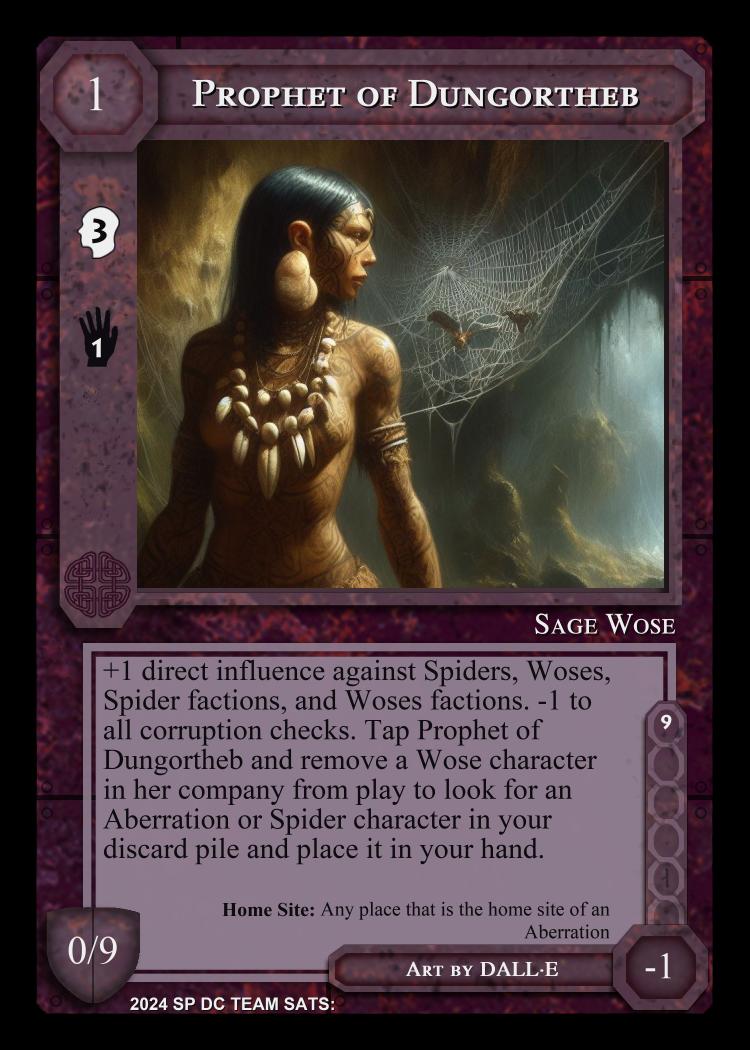 1
Prophet of Dungortheb
3
1
Sage Wose
+1 direct influence against Spiders, Woses,
Spider factions, and Woses factions. -1 to
all corruption checks. Tap Prophet of
Dungortheb and remove a Wose character
in her company from play to look for an
Aberration or Spider character in your
discard pile and place it in your hand.
9
Home Site: Any place that is the home site of an
Aberration
0/9
Art by DALL·E
-1
2024 SP DC TEAM SATS: